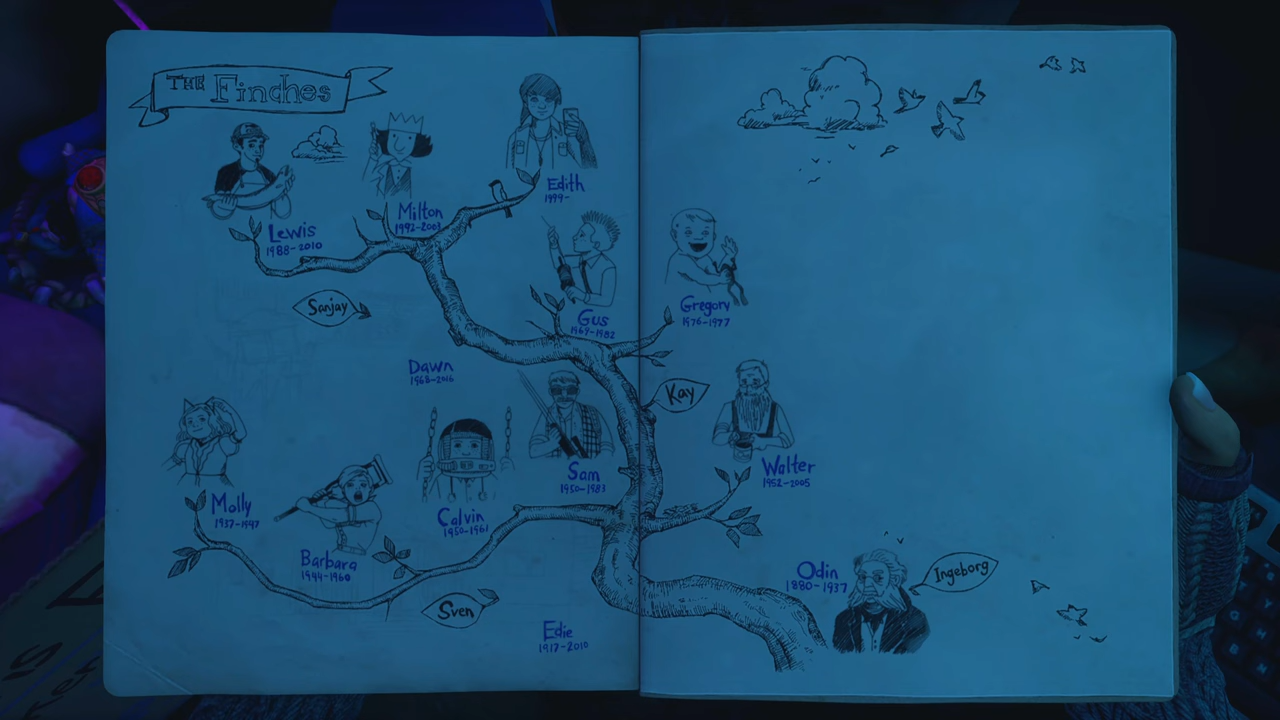 THE Finches
Edith
1999-
Milton
1992-2003
Lewis
1988-2010
Sanjay
Gregory
1976-1977
Gus
1969-1982
Dawn
1968-2016
Kay
Sam
1950-1983
Walter
1952-2005
Molly
1937-1947
Calvin
1950-1961
Barbara
1944-1960
Odin
1880-1937
Ingeborg
Sven
Edie
1917-2010